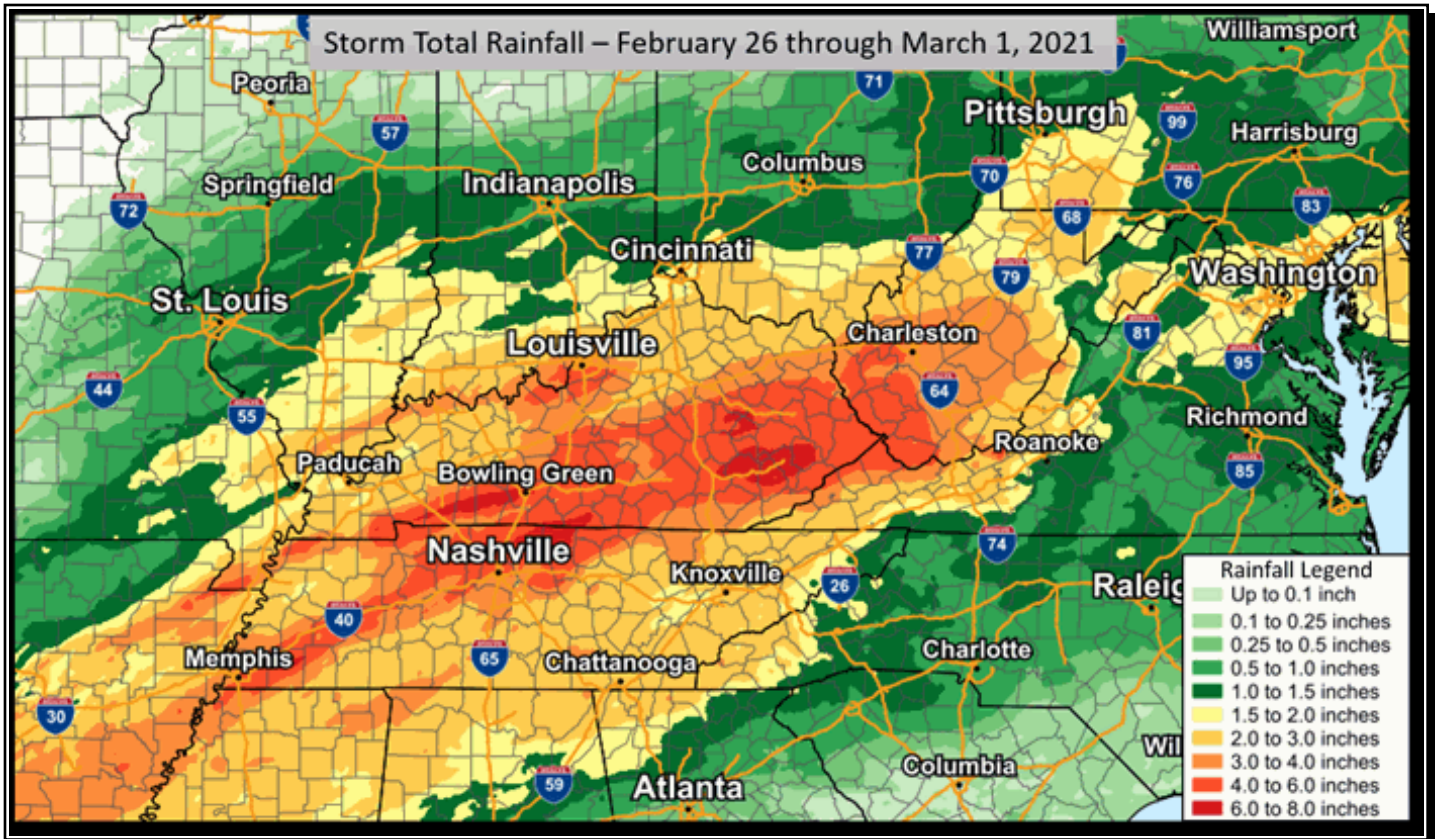 Storm Total Rainfall – February 26 through March 1, 2021
Williamsport
Peoria
71
Pittsburgh
57
99
Harrisburg
Columbus
Springfield
Indianapolis
70
76
72
83
68
Cincinnati
77
79
Washington
St. Louis
Charleston
81
Louisville
95
44
64
55
Richmond
Roanoke
Paducah
Bowling Green
85
Nashville
74
Knoxville
26
Raleig
40
Memphis
65
Chattanooga
Charlotte
30
Wil
59
Atlanta
Columbia
Rainfall Legend
Up to 0.1 inch
0.1 to 0.25 inches
0.25 to 0.5 inches
0.5 to 1.0 inches
1.0 to 1.5 inches
1.5 to 2.0 inches
2.0 to 3.0 inches
3.0 to 4.0 inches
4.0 to 6.0 inches
6.0 to 8.0 inches